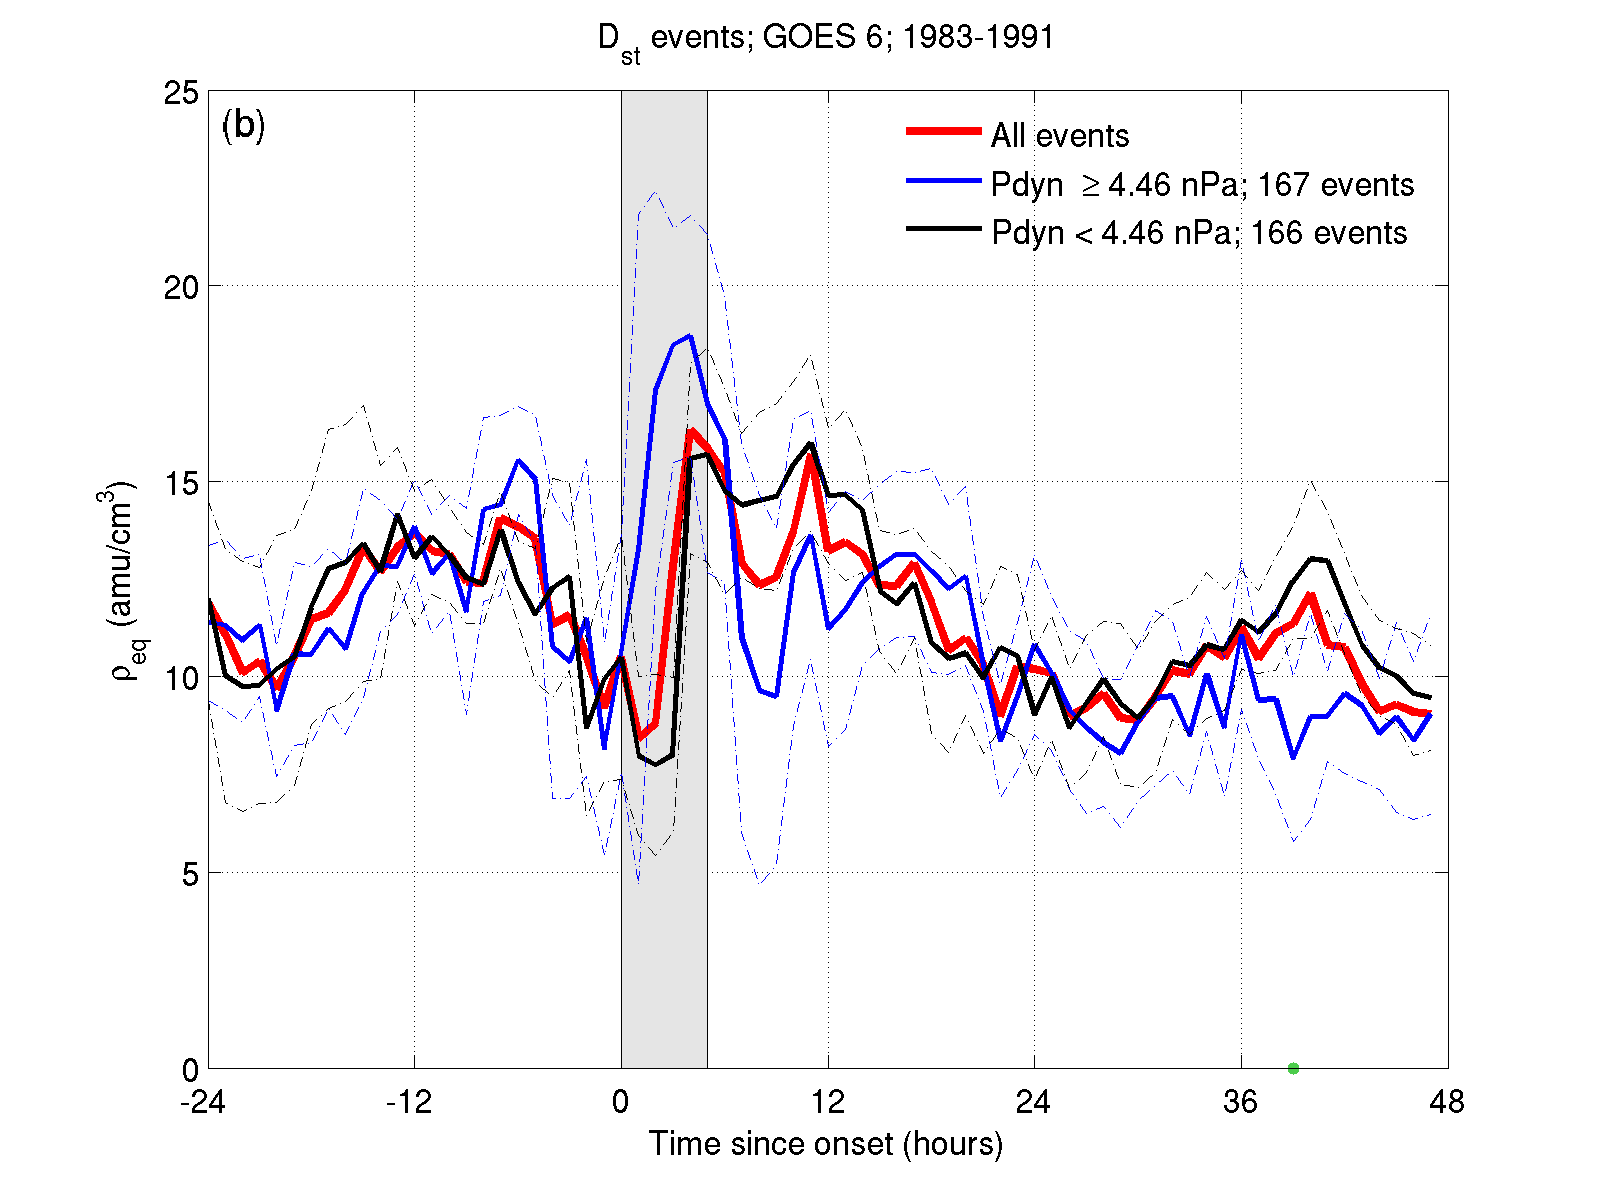 D_st events; GOES 6; 1983-1991
(b)
All events
Pdyn ≥ 4.46 nPa; 167 events
Pdyn < 4.46 nPa; 166 events
25
20
15
10
5
0
ρ_eq (amu/cm³)
-24 -12 0 12 24 36 48
Time since onset (hours)